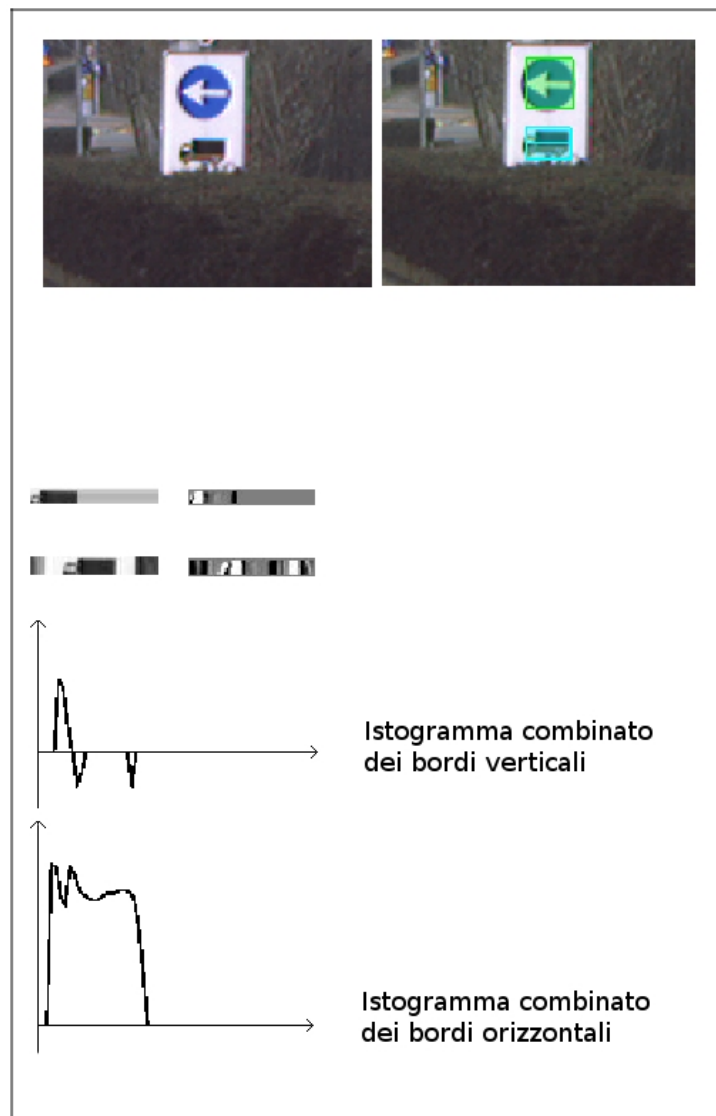 Istogramma combinato
dei bordi verticali
Istogramma combinato
dei bordi orizzontali